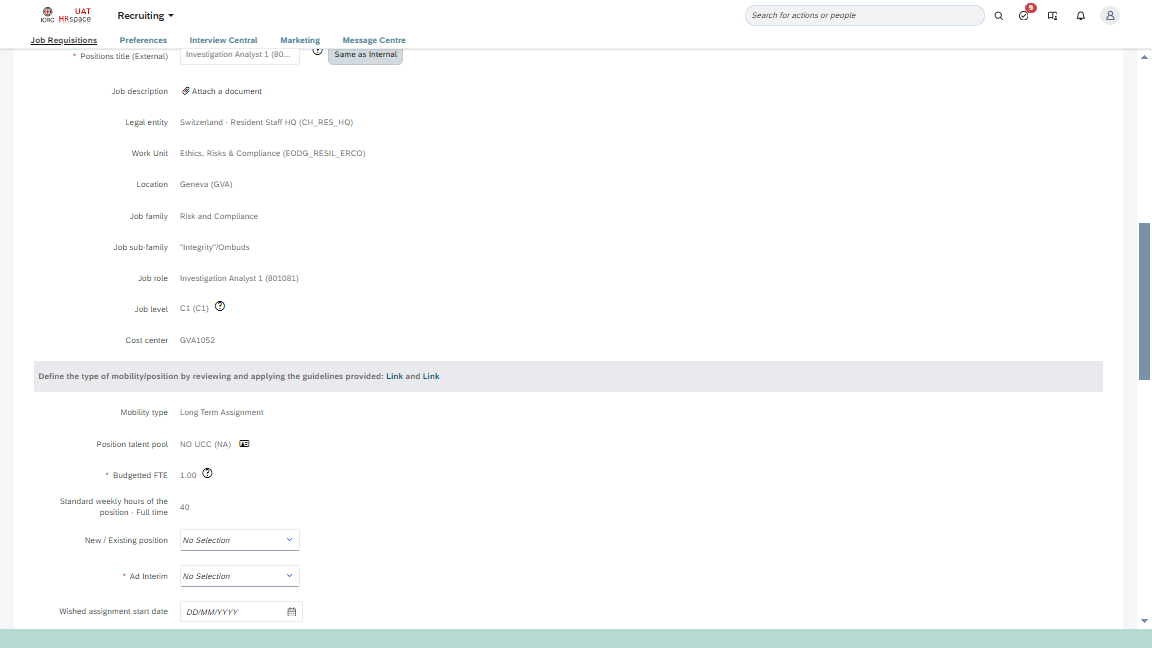 ICRC
UAT
HRspace
Recruiting
Search for actions or people
9
Job Requisitions
Preferences
Interview Central
Marketing
Message Centre
* Positions title (External)
Investigation Analyst 1 (80...
Same as Internal
Job description
Attach a document
Legal entity
Switzerland - Resident Staff HQ (CH_RES_HQ)
Work Unit
Ethics, Risks & Compliance (EODG_RESIL_ERCO)
Location
Geneva (GVA)
Job family
Risk and Compliance
Job sub-family
"Integrity"/Ombuds
Job role
Investigation Analyst 1 (801081)
Job level
C1 (C1)
Cost center
GVA1052
Define the type of mobility/position by reviewing and applying the guidelines provided: Link and Link
Mobility type
Long Term Assignment
Position talent pool
NO UCC (NA)
* Budgetted FTE
1.00
Standard weekly hours of the
position - Full time
40
New / Existing position
No Selection
* Ad Interim
No Selection
Wished assignment start date
DD/MM/YYYY